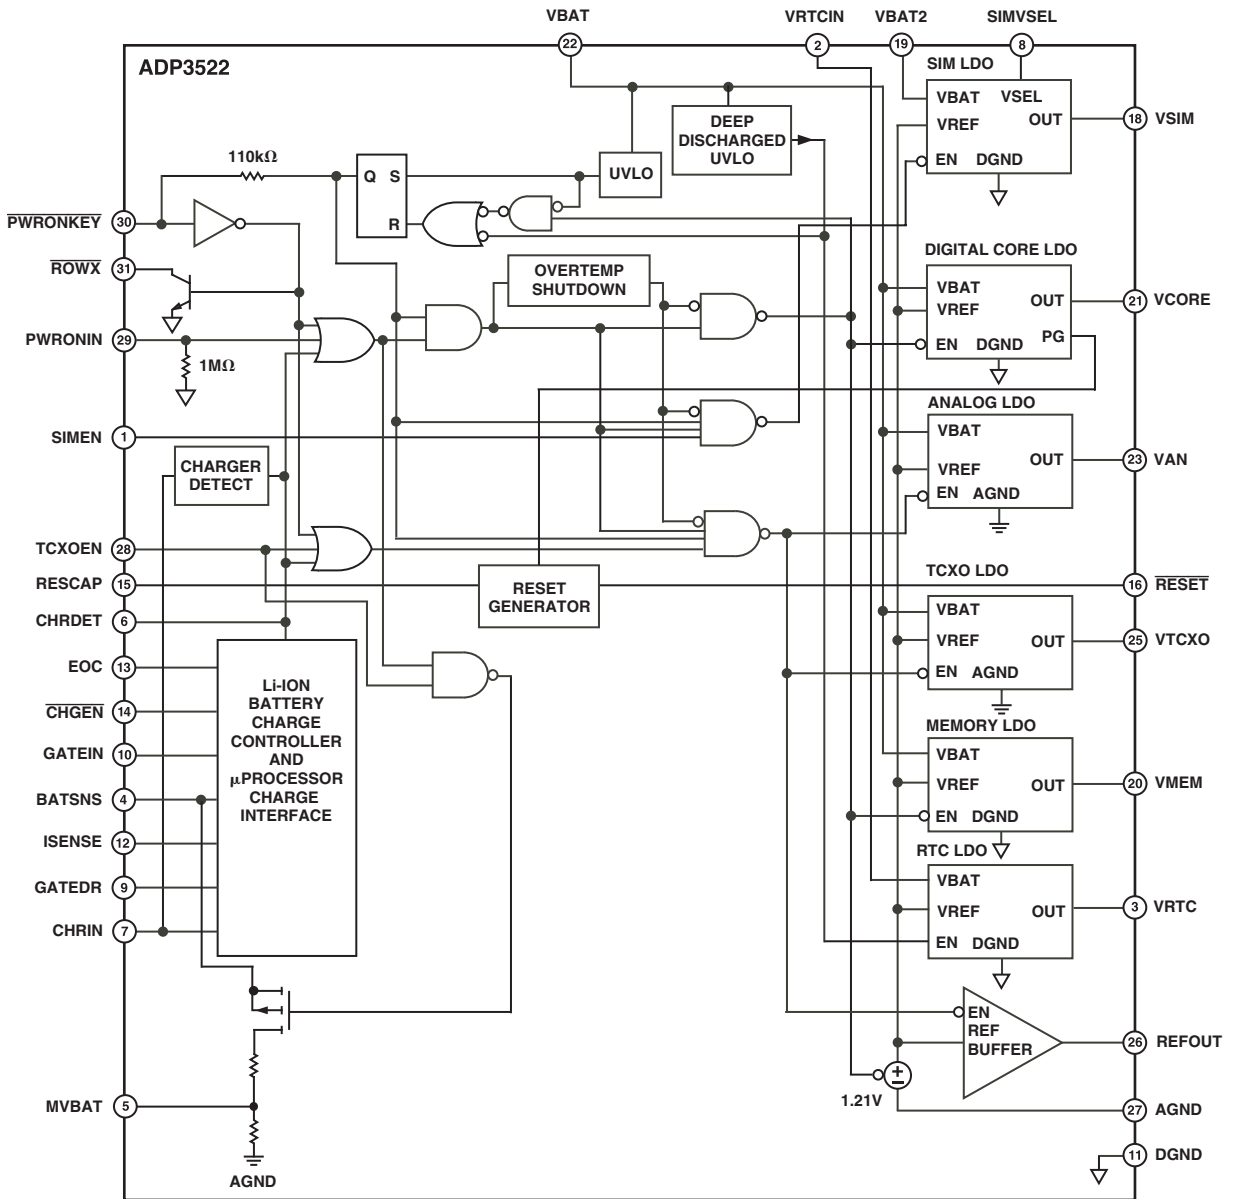 VBAT
VRTCIN
VBAT2
SIMVSEL
22
2
19
8
ADP3522
SIM LDO
VBAT
VSEL
VREF
OUT
EN
DGND
18
VSIM
DEEP
DISCHARGED
UVLO
UVLO
110kΩ
Q
S
R
PWRONKEY
30
ROWX
31
PWRONIN
29
1MΩ
OVERTEMP
SHUTDOWN
DIGITAL CORE LDO
VBAT
VREF
OUT
PG
EN
DGND
21
VCORE
SIMEN
1
CHARGER
DETECT
ANALOG LDO
VBAT
VREF
OUT
EN
AGND
23
VAN
TCXOEN
28
RESCAP
15
RESET
GENERATOR
16
RESET
CHRDET
6
TCXO LDO
VBAT
VREF
OUT
EN
AGND
25
VTCXO
EOC
13
CHGEN
14
GATEIN
10
BATSNS
4
ISENSE
12
GATEDR
9
CHRIN
7
Li-ION
BATTERY
CHARGE
CONTROLLER
AND
μPROCESSOR
CHARGE
INTERFACE
MEMORY LDO
VBAT
VREF
OUT
EN
DGND
20
VMEM
RTC LDO
VBAT
VREF
OUT
EN
DGND
3
VRTC
EN
REF
BUFFER
26
REFOUT
MVBAT
5
AGND
1.21V
27
AGND
11
DGND